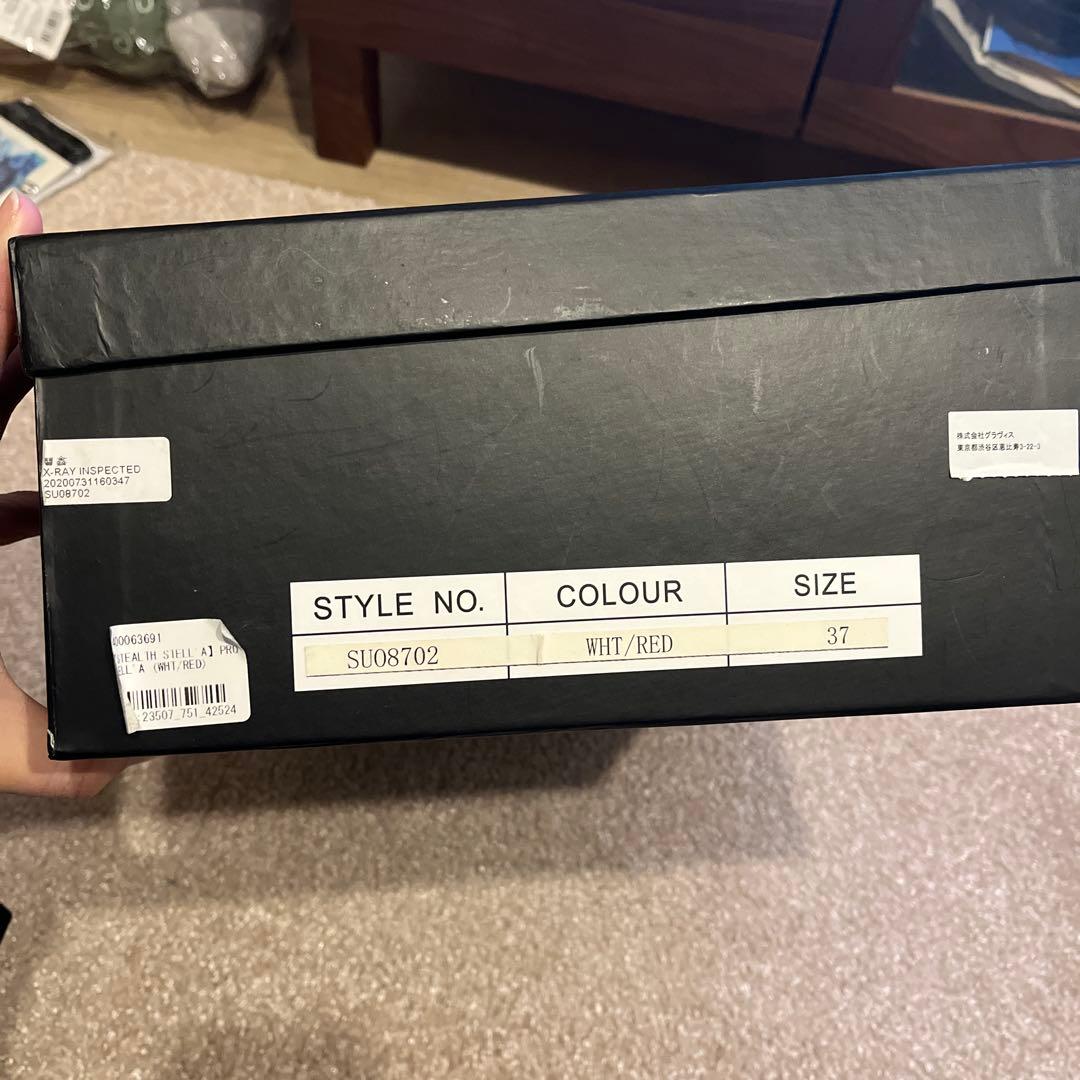 X-RAY INSPECTED
20200731160347
SU08702
株式会社グラヴィス
東京都渋谷区恵比寿3-22-3
STYLE NO. COLOUR SIZE
SU08702 WHT/RED 37
00063691
STEALTH STELL'A】 PRO
ELL'A (WHT/RED)
23507_751_42524